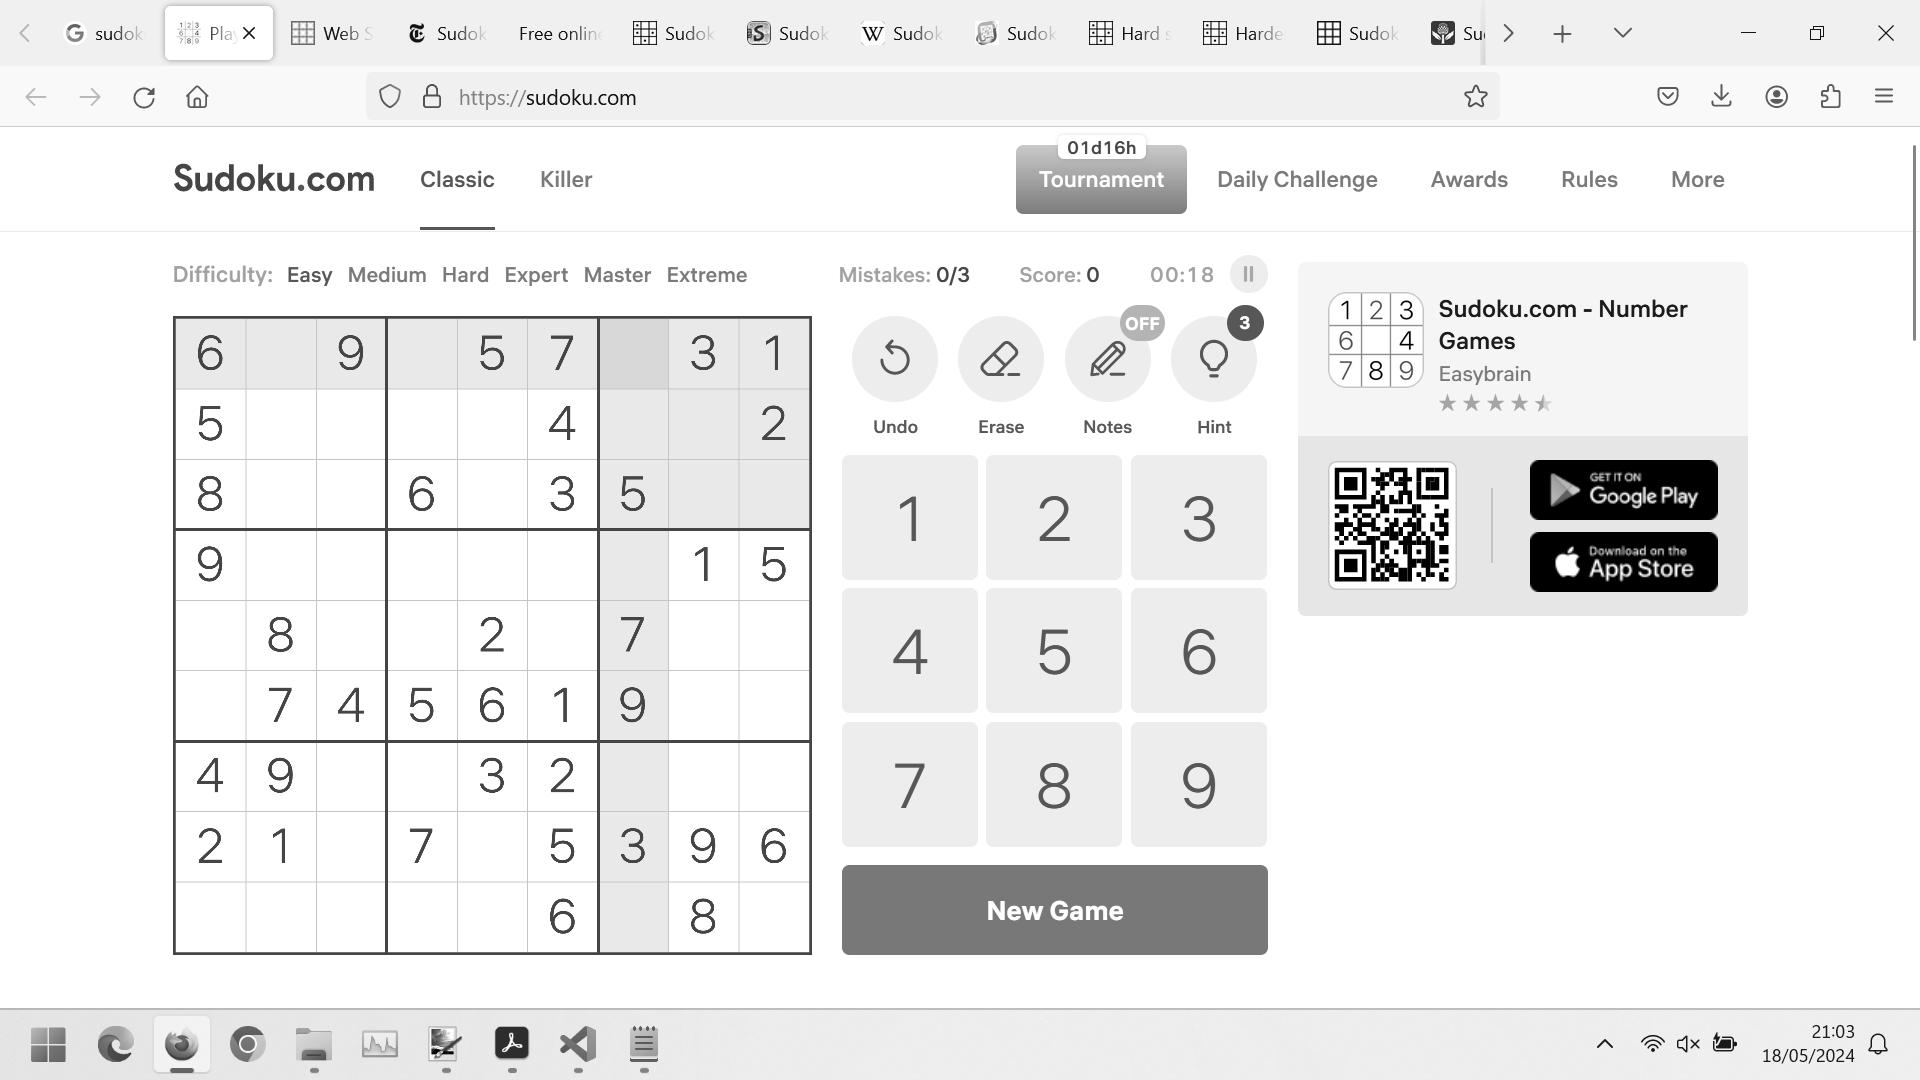 sudok
Play
Web S
Sudok
Free online
Sudok
Sudok
Sudok
Sudok
Hard s
Harde
Sudok
Su
https://sudoku.com
Sudoku.com
Classic
Killer
01d16h
Tournament
Daily Challenge
Awards
Rules
More
Difficulty: Easy Medium Hard Expert Master Extreme
Mistakes: 0/3
Score: 0
00:18
6 9 5 7 3 1
5 4 2
8 6 3 5
9 1 5
8 2 7
7 4 5 6 1 9
4 9 3 2
2 1 7 5 3 9 6
6 8
OFF
3
Undo
Erase
Notes
Hint
1 2 3
4 5 6
7 8 9
New Game
1 2 3
6 4
7 8 9
Sudoku.com - Number
Games
Easybrain
GET IT ON
Google Play
Download on the
App Store
21:03
18/05/2024